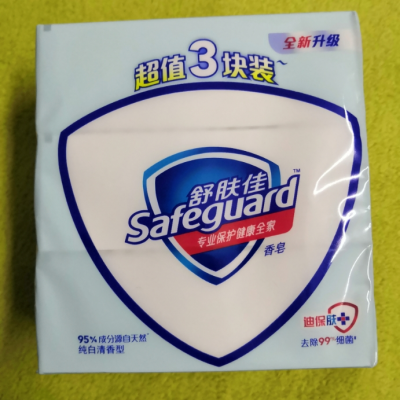 全新升级
超值3块装~
舒肤佳
Safeguard™
专业保护健康全家
香皂
迪保肤
95%成分源自天然*
去除99%细菌#
纯白清香型